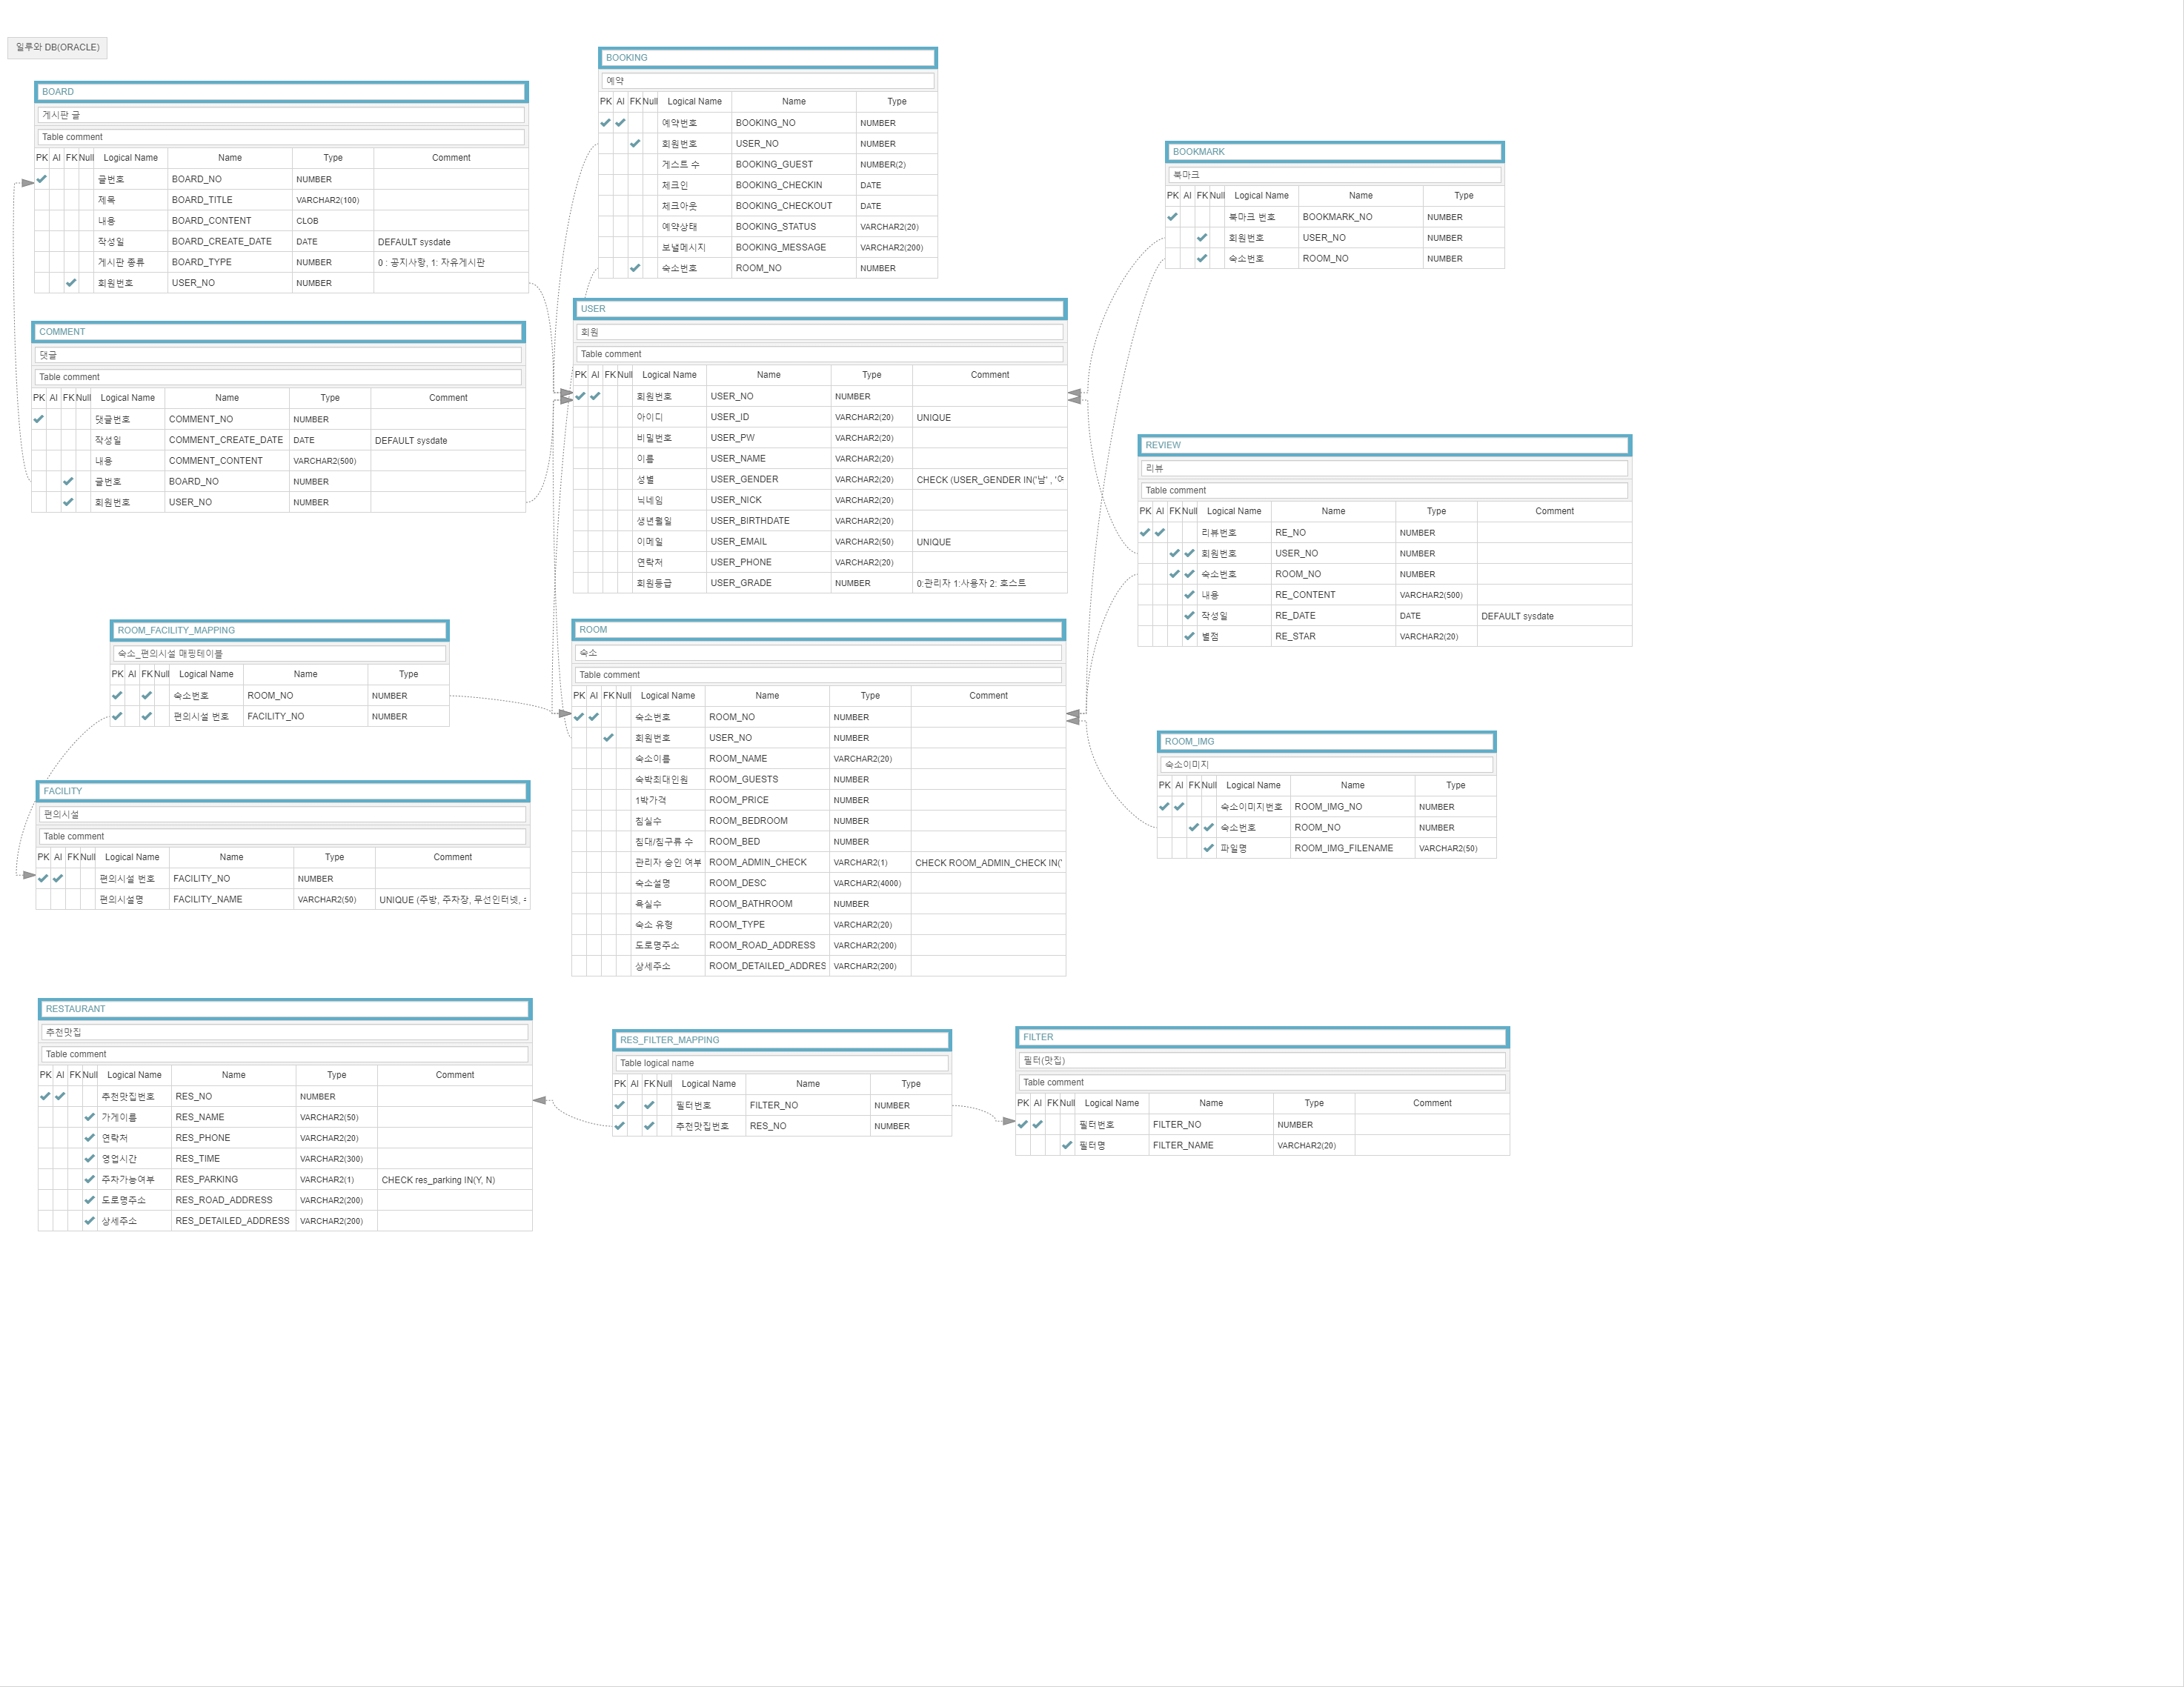 일루와 DB(ORACLE)
BOARD
게시판 글
Table comment
PK AI FK Null Logical Name Name Type Comment
글번호 BOARD_NO NUMBER
제목 BOARD_TITLE VARCHAR2(100)
내용 BOARD_CONTENT CLOB
작성일 BOARD_CREATE_DATE DATE DEFAULT sysdate
게시판 종류 BOARD_TYPE NUMBER 0 : 공지사항, 1: 자유게시판
회원번호 USER_NO NUMBER
COMMENT
댓글
Table comment
PK AI FK Null Logical Name Name Type Comment
댓글번호 COMMENT_NO NUMBER
작성일 COMMENT_CREATE_DATE DATE DEFAULT sysdate
내용 COMMENT_CONTENT VARCHAR2(500)
글번호 BOARD_NO NUMBER
회원번호 USER_NO NUMBER
BOOKING
예약
PK AI FK Null Logical Name Name Type
예약번호 BOOKING_NO NUMBER
회원번호 USER_NO NUMBER
게스트 수 BOOKING_GUEST NUMBER(2)
체크인 BOOKING_CHECKIN DATE
체크아웃 BOOKING_CHECKOUT DATE
예약상태 BOOKING_STATUS VARCHAR2(20)
보낼메시지 BOOKING_MESSAGE VARCHAR2(200)
숙소번호 ROOM_NO NUMBER
USER
회원
Table comment
PK AI FK Null Logical Name Name Type Comment
회원번호 USER_NO NUMBER
아이디 USER_ID VARCHAR2(20) UNIQUE
비밀번호 USER_PW VARCHAR2(20)
이름 USER_NAME VARCHAR2(20)
성별 USER_GENDER VARCHAR2(20) CHECK (USER_GENDER IN('남' , '여
닉네임 USER_NICK VARCHAR2(20)
생년월일 USER_BIRTHDATE VARCHAR2(20)
이메일 USER_EMAIL VARCHAR2(50) UNIQUE
연락처 USER_PHONE VARCHAR2(20)
회원등급 USER_GRADE NUMBER 0:관리자 1:사용자 2: 호스트
BOOKMARK
북마크
PK AI FK Null Logical Name Name Type
북마크 번호 BOOKMARK_NO NUMBER
회원번호 USER_NO NUMBER
숙소번호 ROOM_NO NUMBER
REVIEW
리뷰
Table comment
PK AI FK Null Logical Name Name Type Comment
리뷰번호 RE_NO NUMBER
회원번호 USER_NO NUMBER
숙소번호 ROOM_NO NUMBER
내용 RE_CONTENT VARCHAR2(500)
작성일 RE_DATE DATE DEFAULT sysdate
별점 RE_STAR VARCHAR2(20)
ROOM_FACILITY_MAPPING
숙소_편의시설 매핑테이블
PK AI FK Null Logical Name Name Type
숙소번호 ROOM_NO NUMBER
편의시설 번호 FACILITY_NO NUMBER
FACILITY
편의시설
Table comment
PK AI FK Null Logical Name Name Type Comment
편의시설 번호 FACILITY_NO NUMBER
편의시설명 FACILITY_NAME VARCHAR2(50) UNIQUE (주방, 주차장, 무선인터넷,
ROOM
숙소
Table comment
PK AI FK Null Logical Name Name Type Comment
숙소번호 ROOM_NO NUMBER
회원번호 USER_NO NUMBER
숙소이름 ROOM_NAME VARCHAR2(20)
숙박최대인원 ROOM_GUESTS NUMBER
1박가격 ROOM_PRICE NUMBER
침실수 ROOM_BEDROOM NUMBER
침대/침구류 수 ROOM_BED NUMBER
관리자 승인 여부 ROOM_ADMIN_CHECK VARCHAR2(1) CHECK ROOM_ADMIN_CHECK IN('
숙소설명 ROOM_DESC VARCHAR2(4000)
욕실수 ROOM_BATHROOM NUMBER
숙소 유형 ROOM_TYPE VARCHAR2(20)
도로명주소 ROOM_ROAD_ADDRESS VARCHAR2(200)
상세주소 ROOM_DETAILED_ADDRES VARCHAR2(200)
ROOM_IMG
숙소이미지
PK AI FK Null Logical Name Name Type
숙소이미지번호 ROOM_IMG_NO NUMBER
숙소번호 ROOM_NO NUMBER
파일명 ROOM_IMG_FILENAME VARCHAR2(50)
RESTAURANT
추천맛집
Table comment
PK AI FK Null Logical Name Name Type Comment
추천맛집번호 RES_NO NUMBER
가게이름 RES_NAME VARCHAR2(50)
연락처 RES_PHONE VARCHAR2(20)
영업시간 RES_TIME VARCHAR2(300)
주차가능여부 RES_PARKING VARCHAR2(1) CHECK res_parking IN(Y, N)
도로명주소 RES_ROAD_ADDRESS VARCHAR2(200)
상세주소 RES_DETAILED_ADDRESS VARCHAR2(200)
RES_FILTER_MAPPING
Table logical name
PK AI FK Null Logical Name Name Type
필터번호 FILTER_NO NUMBER
추천맛집번호 RES_NO NUMBER
FILTER
필터(맛집)
Table comment
PK AI FK Null Logical Name Name Type Comment
필터번호 FILTER_NO NUMBER
필터명 FILTER_NAME VARCHAR2(20)